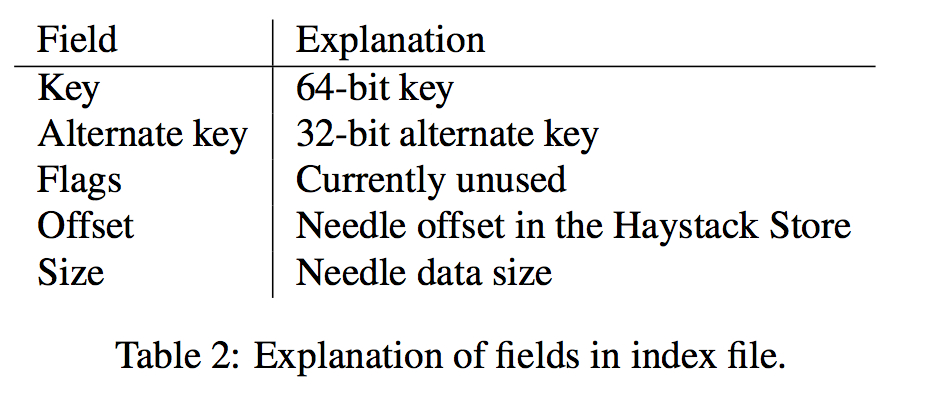 Field Explanation
Key 64-bit key
Alternate key 32-bit alternate key
Flags Currently unused
Offset Needle offset in the Haystack Store
Size Needle data size
Table 2: Explanation of fields in index file.